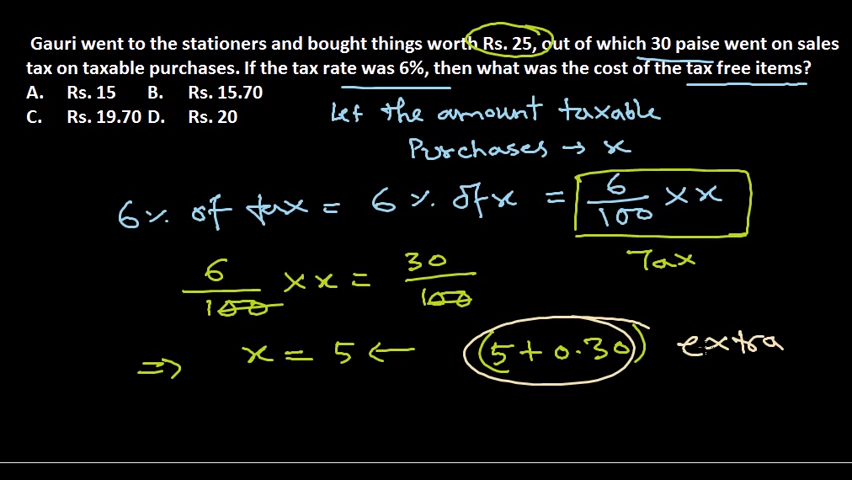 Gauri went to the stationers and bought things worth Rs. 25, out of which 30 paise went on sales
tax on taxable purchases. If the tax rate was 6%, then what was the cost of the tax free items?
A. Rs. 15 B. Rs. 15.70
C. Rs. 19.70 D. Rs. 20
Let the amount taxable
Purchases → x
6% of tax = 6% of x = 6/100 × x
Tax
6/100 × x = 30/100
⇒ x = 5 ← (5 + 0.30) extra